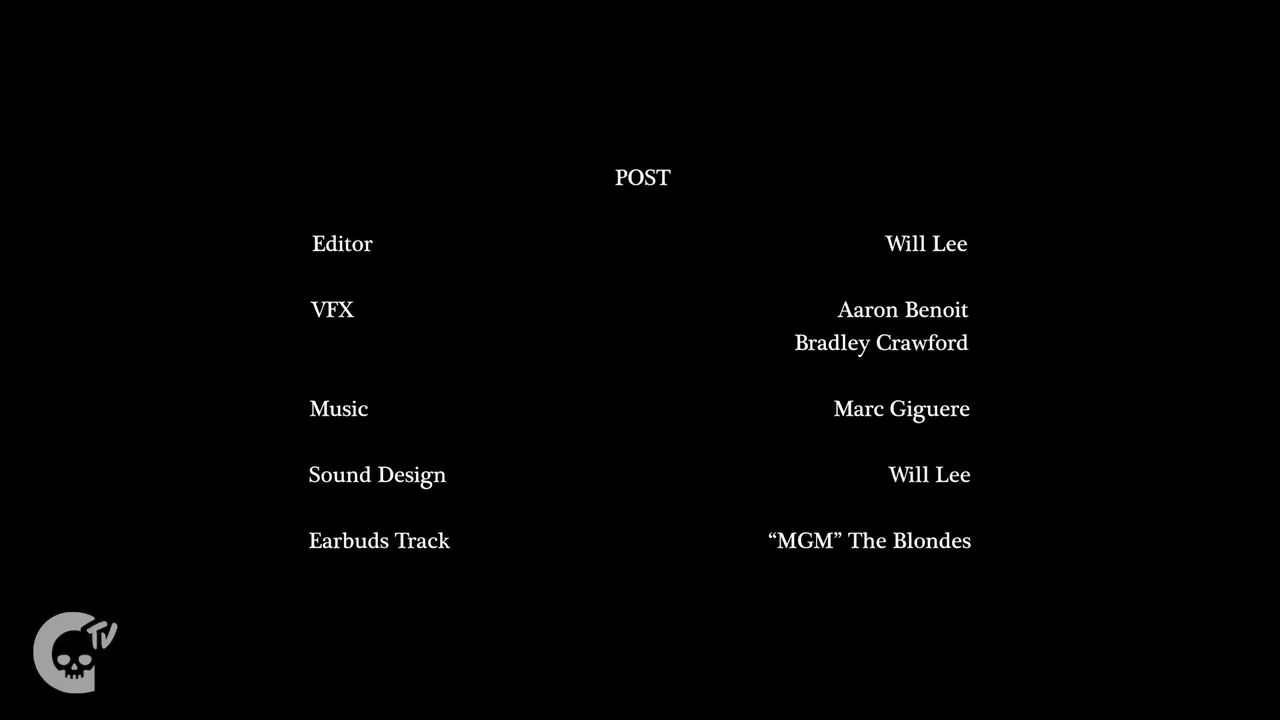 POST
Editor Will Lee
VFX Aaron Benoit
Bradley Crawford
Music Marc Giguere
Sound Design Will Lee
Earbuds Track “MGM” The Blondes
TV